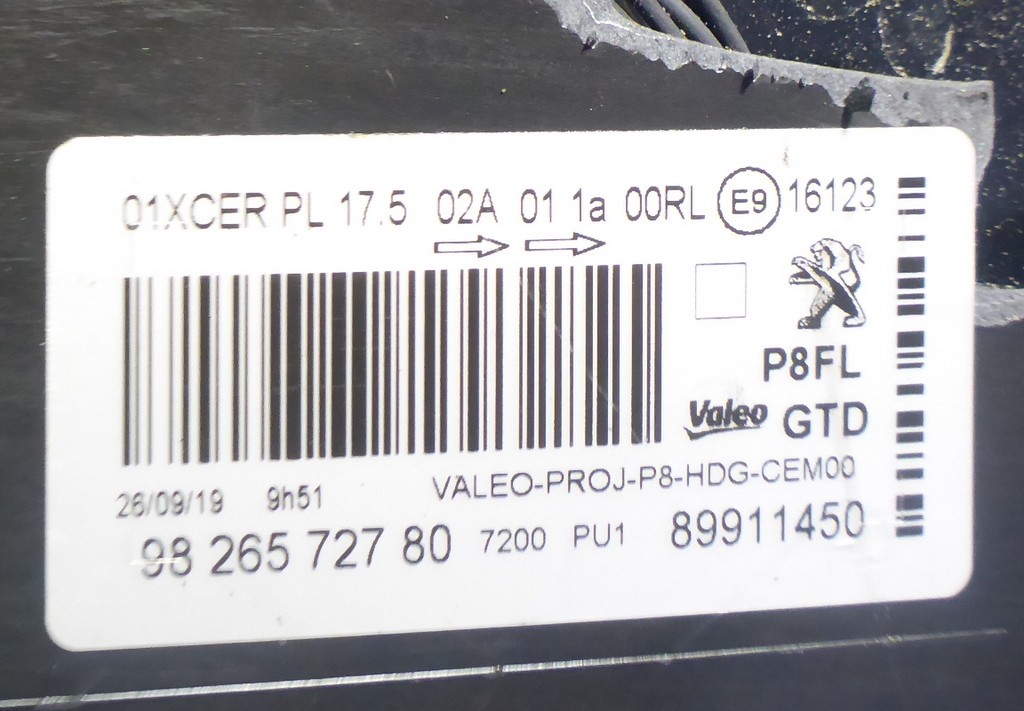 01XCER PL 17.5 02A 01 1a 00RL E9 16123
P8FL
Valeo GTD
VALEO-PROJ-P8-HDG-CEM00
26/09/19 9h51
98 265 727 80 7200 PU1 89911450